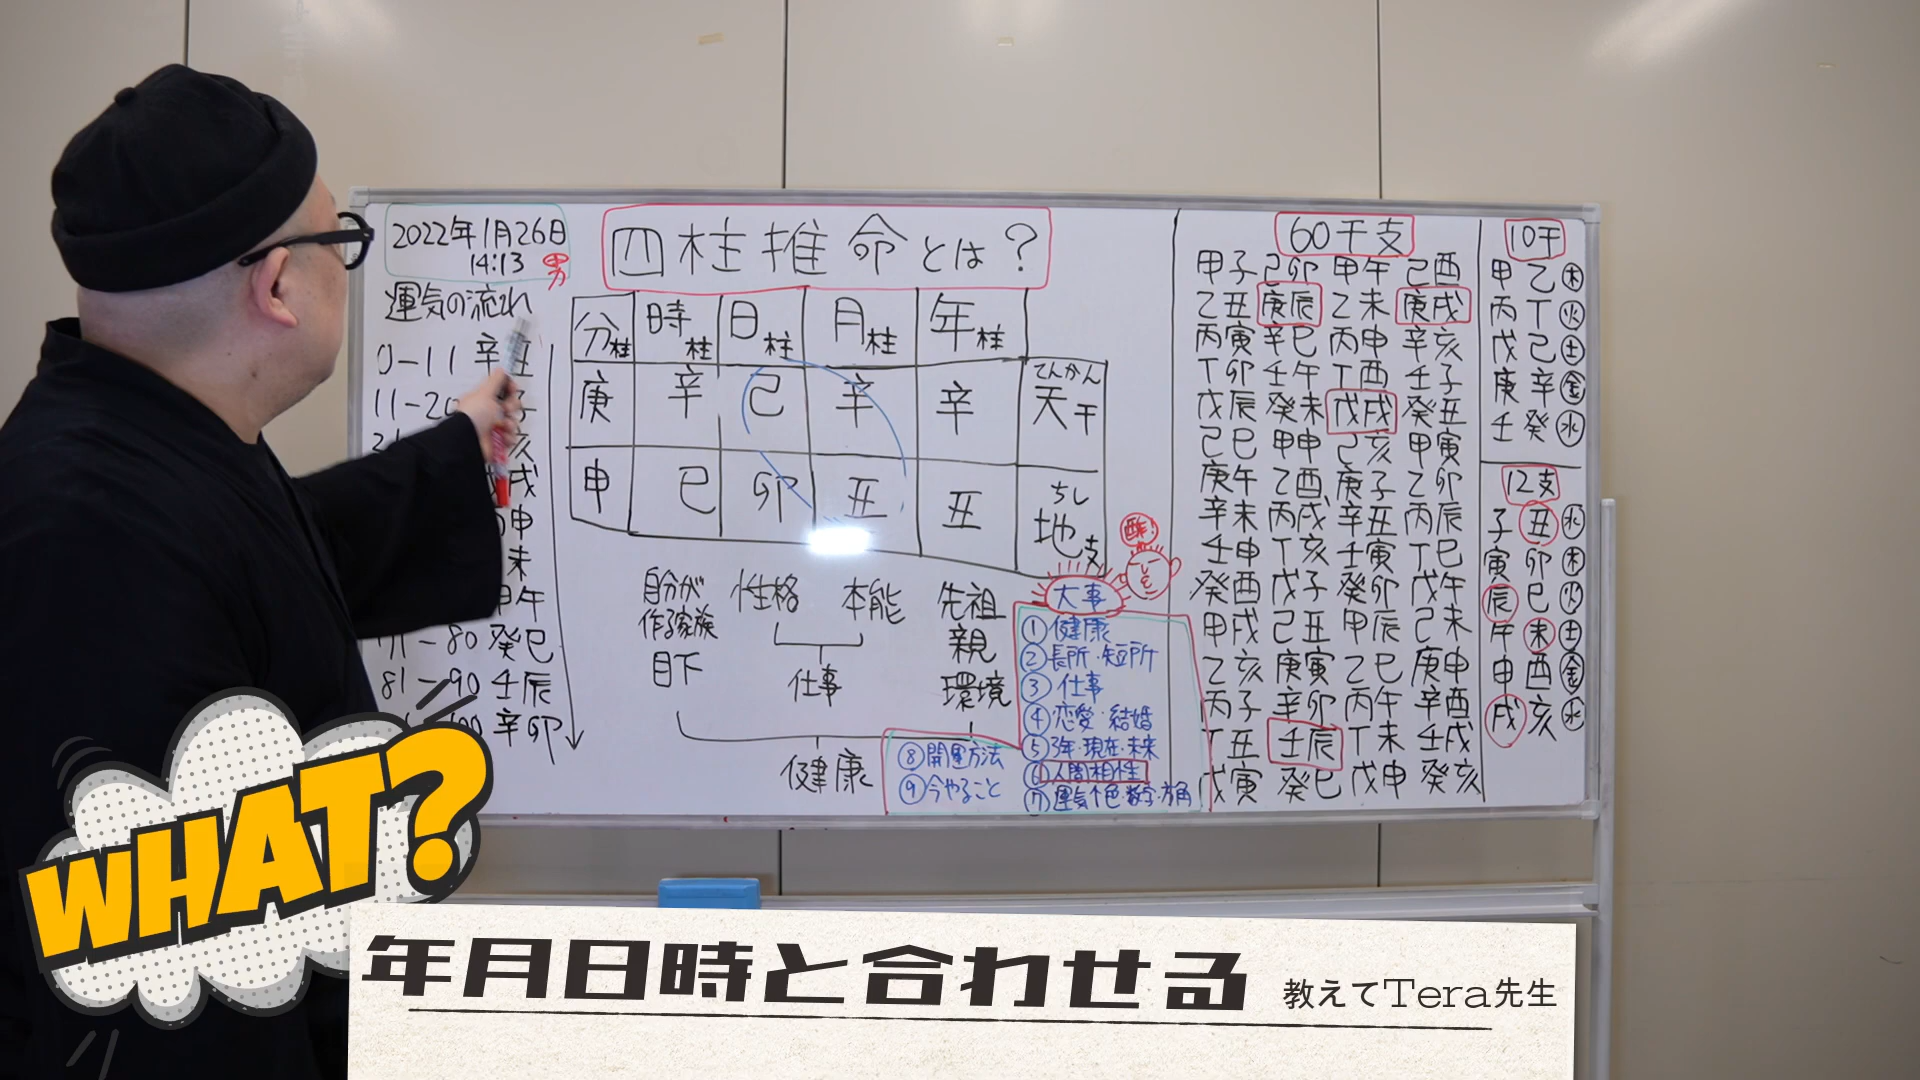 2022年1月26日
14:13 男
運気の流れ
0-11 辛丑
11-20 子
亥
戌
申
未
午
-80 癸巳
81-90 壬辰
辛卯
四柱推命とは?
分柱 時柱 日柱 月柱 年柱
庚 辛 己 辛 辛 てんかん 天干
申 巳 卯 丑 丑 ちし 地支
自分が作る家族
目下
性格
本能
仕事
先祖
親
環境
健康
酢!
大事
①健康
②長所・短所
③仕事
④恋愛・結婚
⑤3年・現在・未来
⑥人間相性
⑧開運方法
⑨今やること
60干支
甲子 己卯 甲午 己酉
乙丑 庚辰 乙未 庚戌
丙寅 辛巳 丙申 辛亥
丁卯 壬午 丁酉 壬子
戊辰 癸未 戊戌 癸丑
己巳 甲申 己亥 甲寅
庚午 乙酉 庚子 乙卯
辛未 丙戌 辛丑 丙辰
壬申 丁亥 壬寅 丁巳
癸酉 戊子 癸卯 戊午
甲戌 己丑 甲辰 己未
乙亥 庚寅 乙巳 庚申
丙子 辛卯 丙午 辛酉
丁丑 壬辰 丁未 壬戌
戊寅 癸巳 戊申 癸亥
10干
甲 乙 木
丙 丁 火
戊 己 土
庚 辛 金
壬 癸 水
12支
子 丑 水
寅 卯 木
辰 巳 火
午 未 土
申 酉 金
戌 亥 水
WHAT?
年月日時と合わせる 教えてTera先生